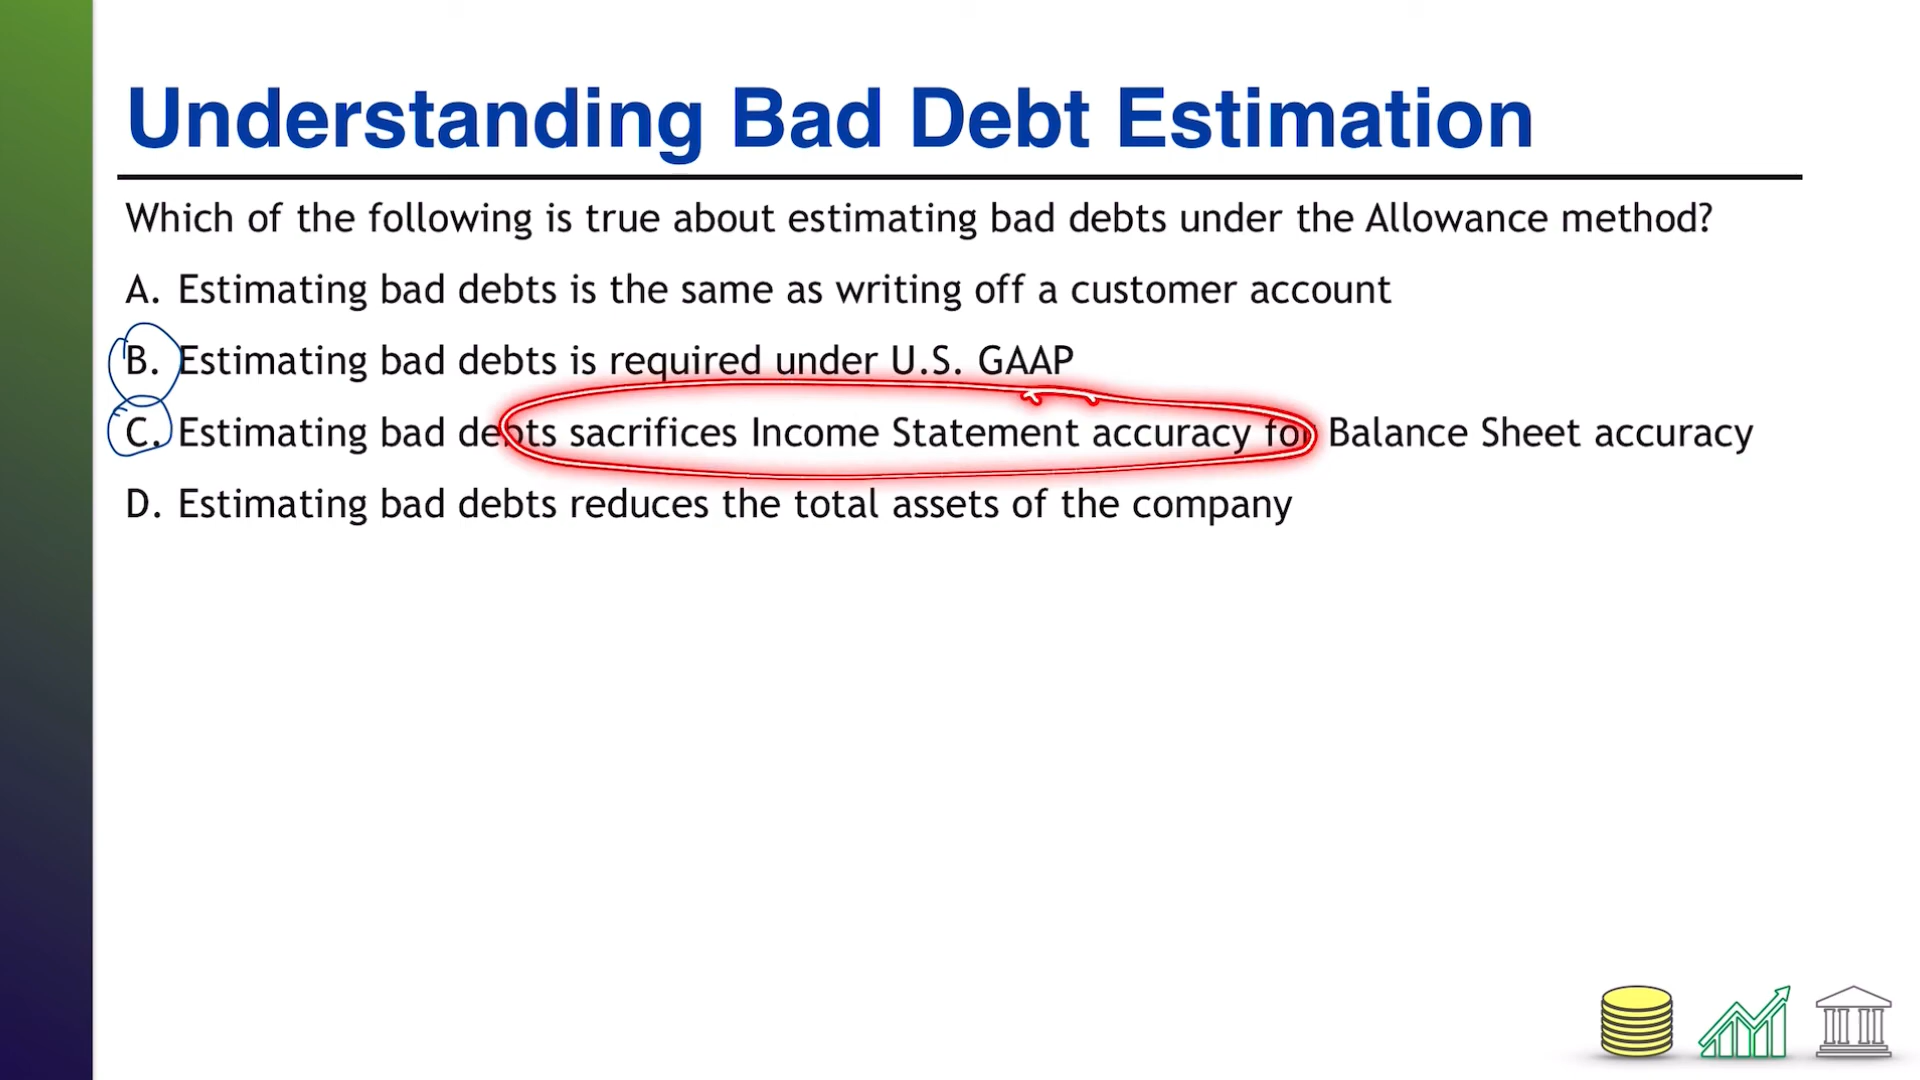 Understanding Bad Debt Estimation
Which of the following is true about estimating bad debts under the Allowance method?
A. Estimating bad debts is the same as writing off a customer account
B. Estimating bad debts is required under U.S. GAAP
C. Estimating bad debts sacrifices Income Statement accuracy for Balance Sheet accuracy
D. Estimating bad debts reduces the total assets of the company